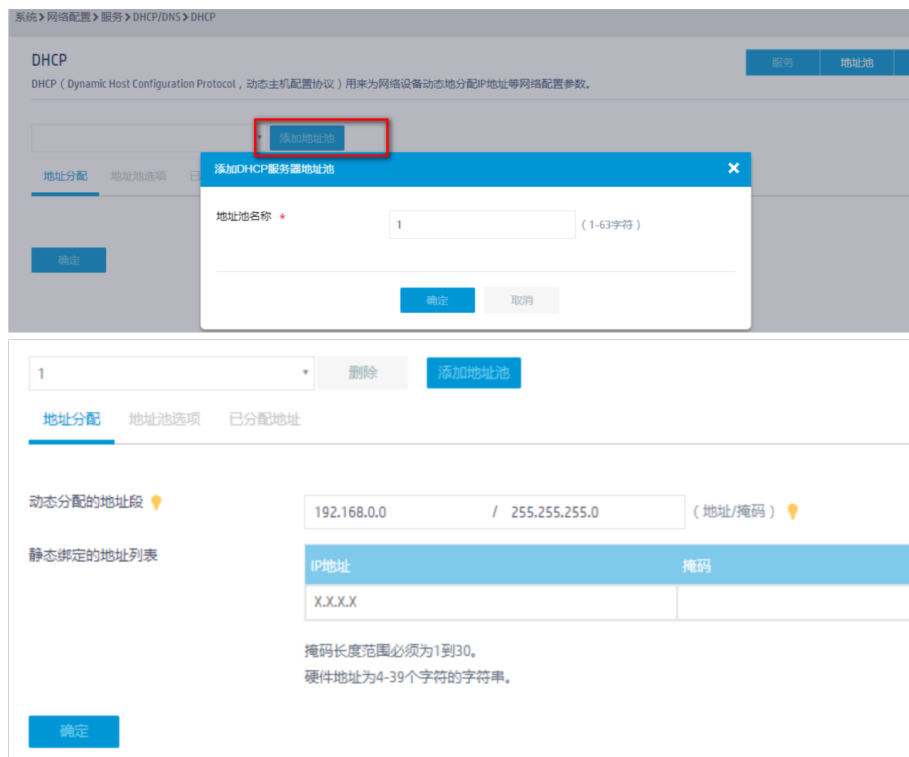 系统>网络配置>服务>DHCP/DNS>DHCP
DHCP
服务 地址池
DHCP（Dynamic Host Configuration Protocol，动态主机配置协议）用来为网络设备动态地分配IP地址等网络配置参数。
添加地址池
添加DHCP服务器地址池
地址分配 地址池选项 已
地址池名称 * 1 （1-63字符）
确定
确定 取消
1 删除 添加地址池
地址分配 地址池选项 已分配地址
动态分配的地址段 192.168.0.0 / 255.255.255.0 （地址/掩码）
静态绑定的地址列表
IP地址 掩码
X.X.X.X
掩码长度范围必须为1到30。
硬件地址为4-39个字符的字符串。
确定